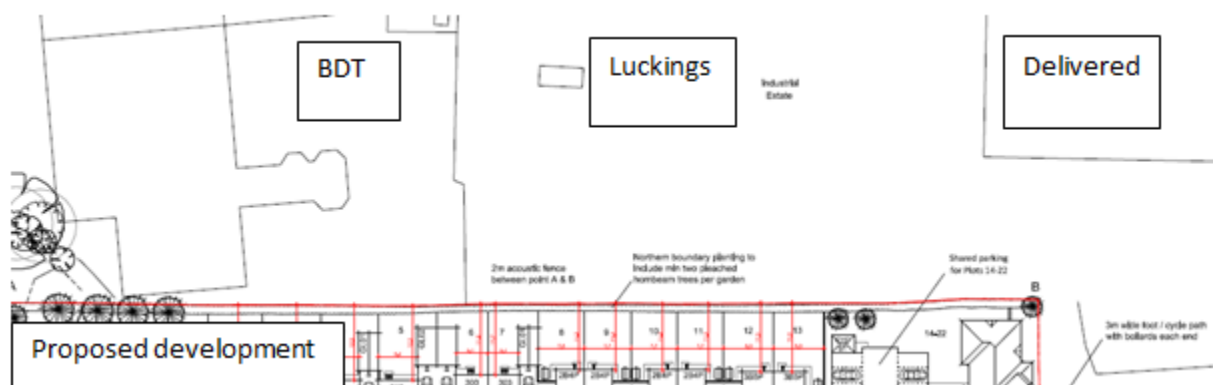 BDT
Luckings
Delivered
Industrial
Estate
2m acoustic fence
between point A & B
Northern boundary planting to
include min two pleached
hornbeam trees per garden
Shared parking
for Plots 14-22
B
3m wide foot / cycle path
with bollards each end
Proposed development
5
6
7
8
9
10
11
12
13
14-22